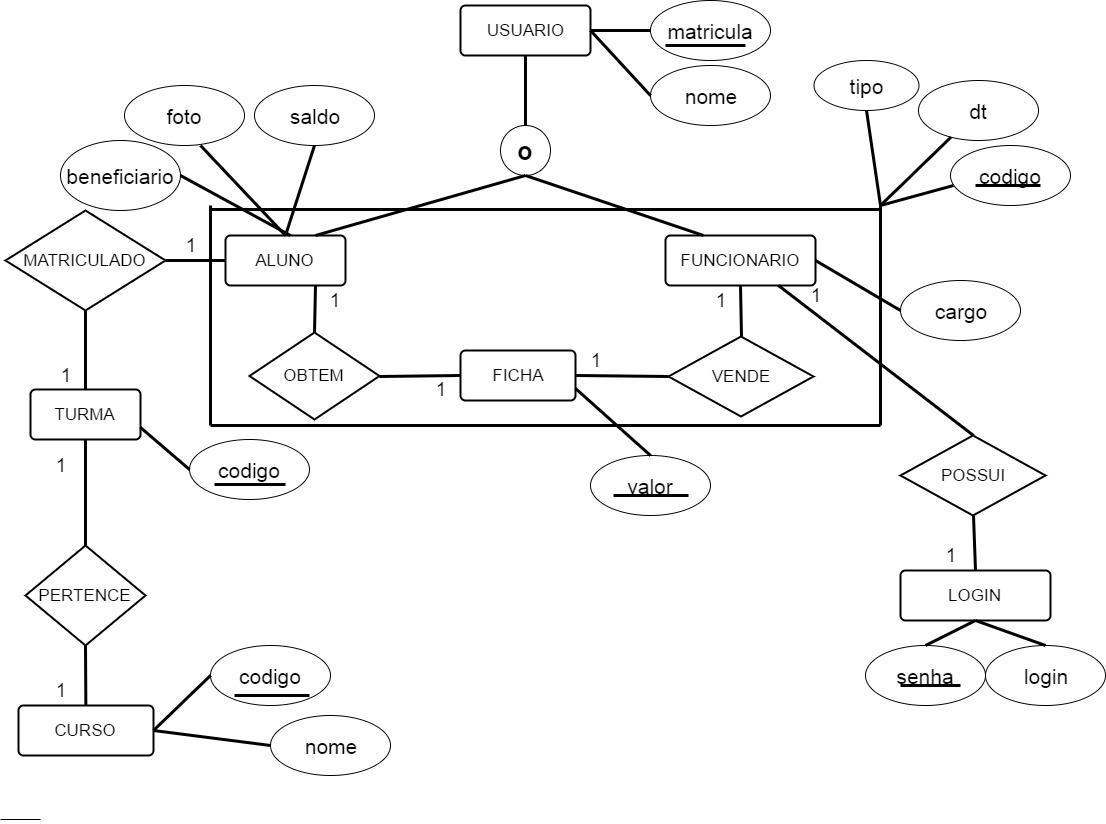 USUARIO
matricula
nome
tipo
dt
codigo
foto
saldo
beneficiario
o
MATRICULADO
1
ALUNO
FUNCIONARIO
1
1
1
cargo
OBTEM
1
FICHA
1
VENDE
1
TURMA
1
codigo
valor
POSSUI
1
LOGIN
senha
login
PERTENCE
1
CURSO
codigo
nome